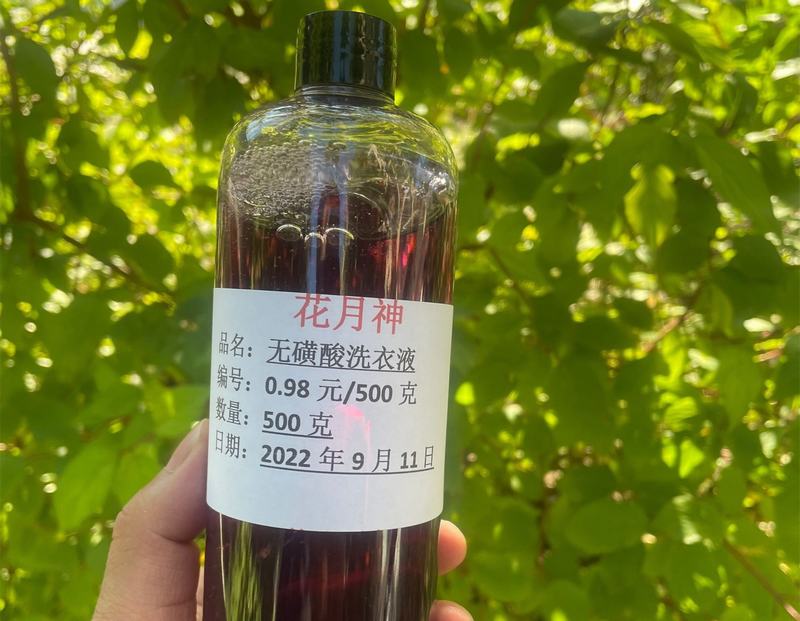 花月神
品名：无磺酸洗衣液
编号：0.98 元/500 克
数量：500 克
日期：2022 年 9 月 11 日